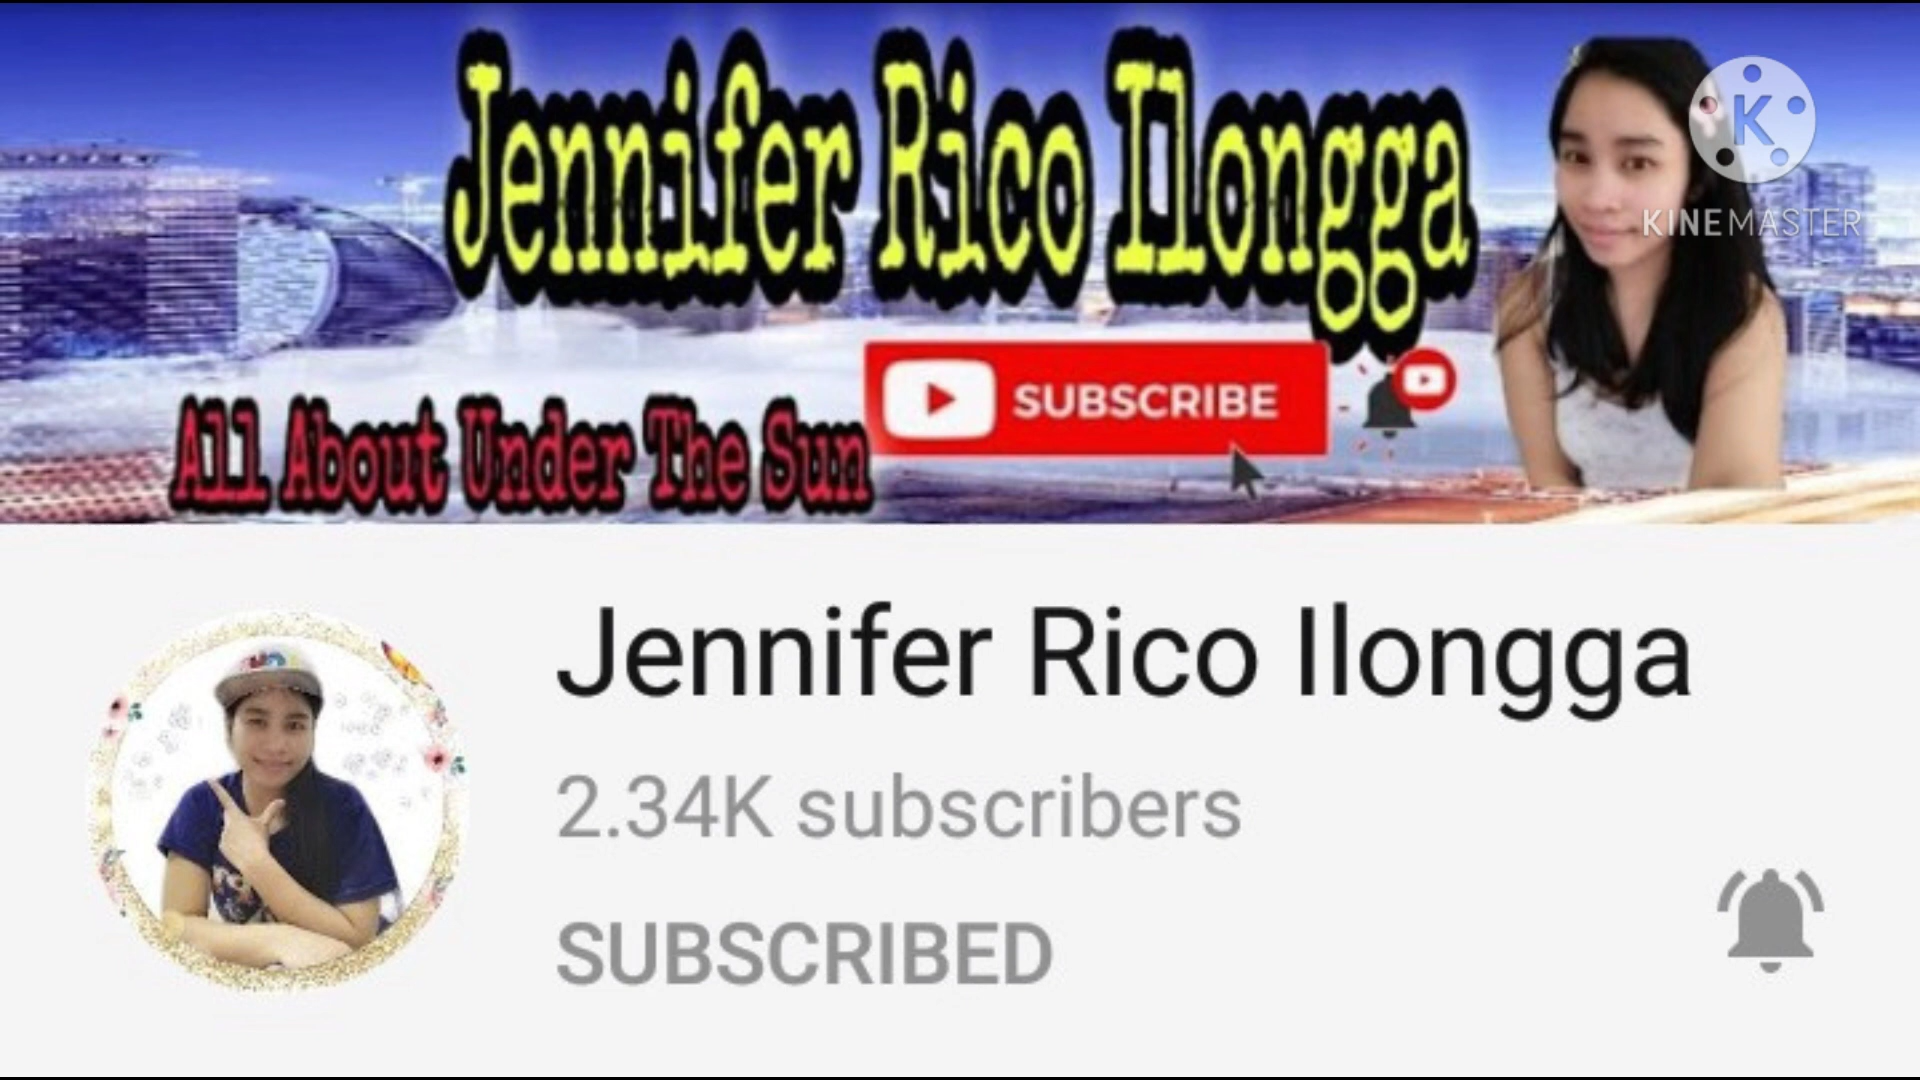 Jennifer Rico Ilongga
K
KINEMASTER
SUBSCRIBE
All About Under The Sun
Jennifer Rico Ilongga
2.34K subscribers
SUBSCRIBED